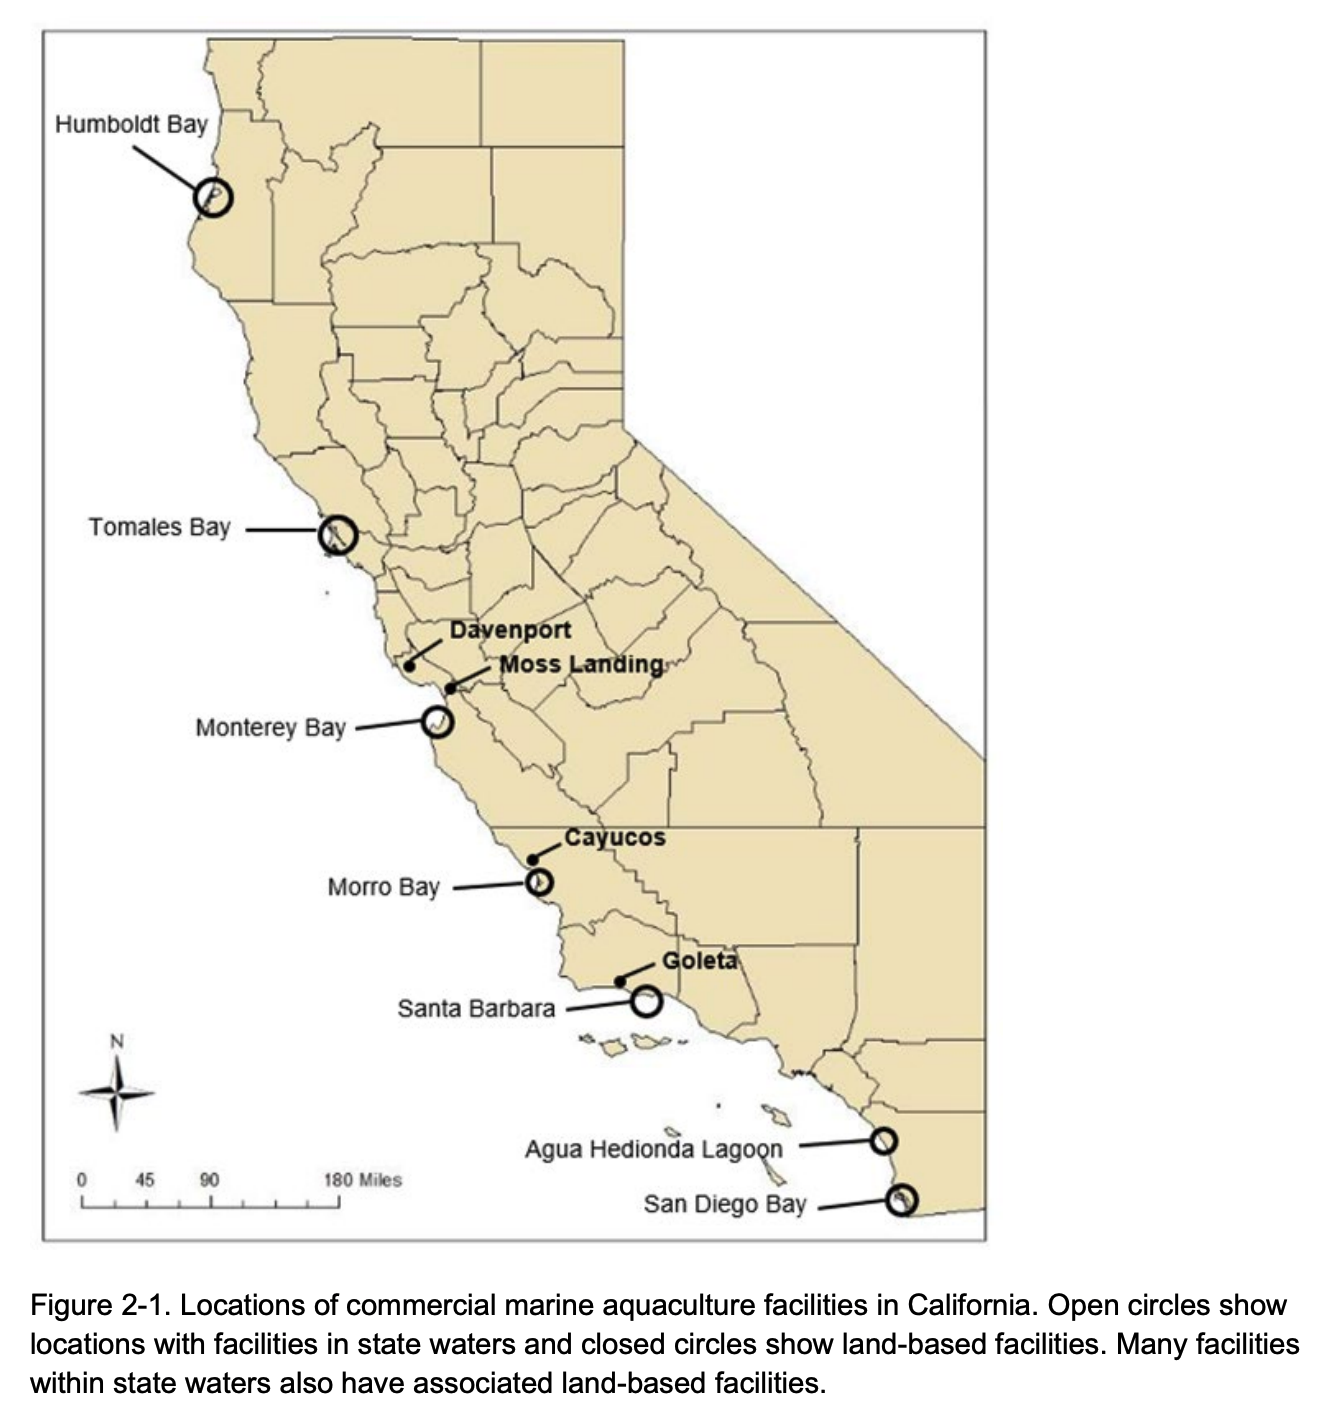 Humboldt Bay
Tomales Bay
Davenport
Moss Landing
Monterey Bay
Cayucos
Morro Bay
Goleta
Santa Barbara
N
Agua Hedionda Lagoon
0 45 90 180 Miles
San Diego Bay
Figure 2-1. Locations of commercial marine aquaculture facilities in California. Open circles show
locations with facilities in state waters and closed circles show land-based facilities. Many facilities
within state waters also have associated land-based facilities.